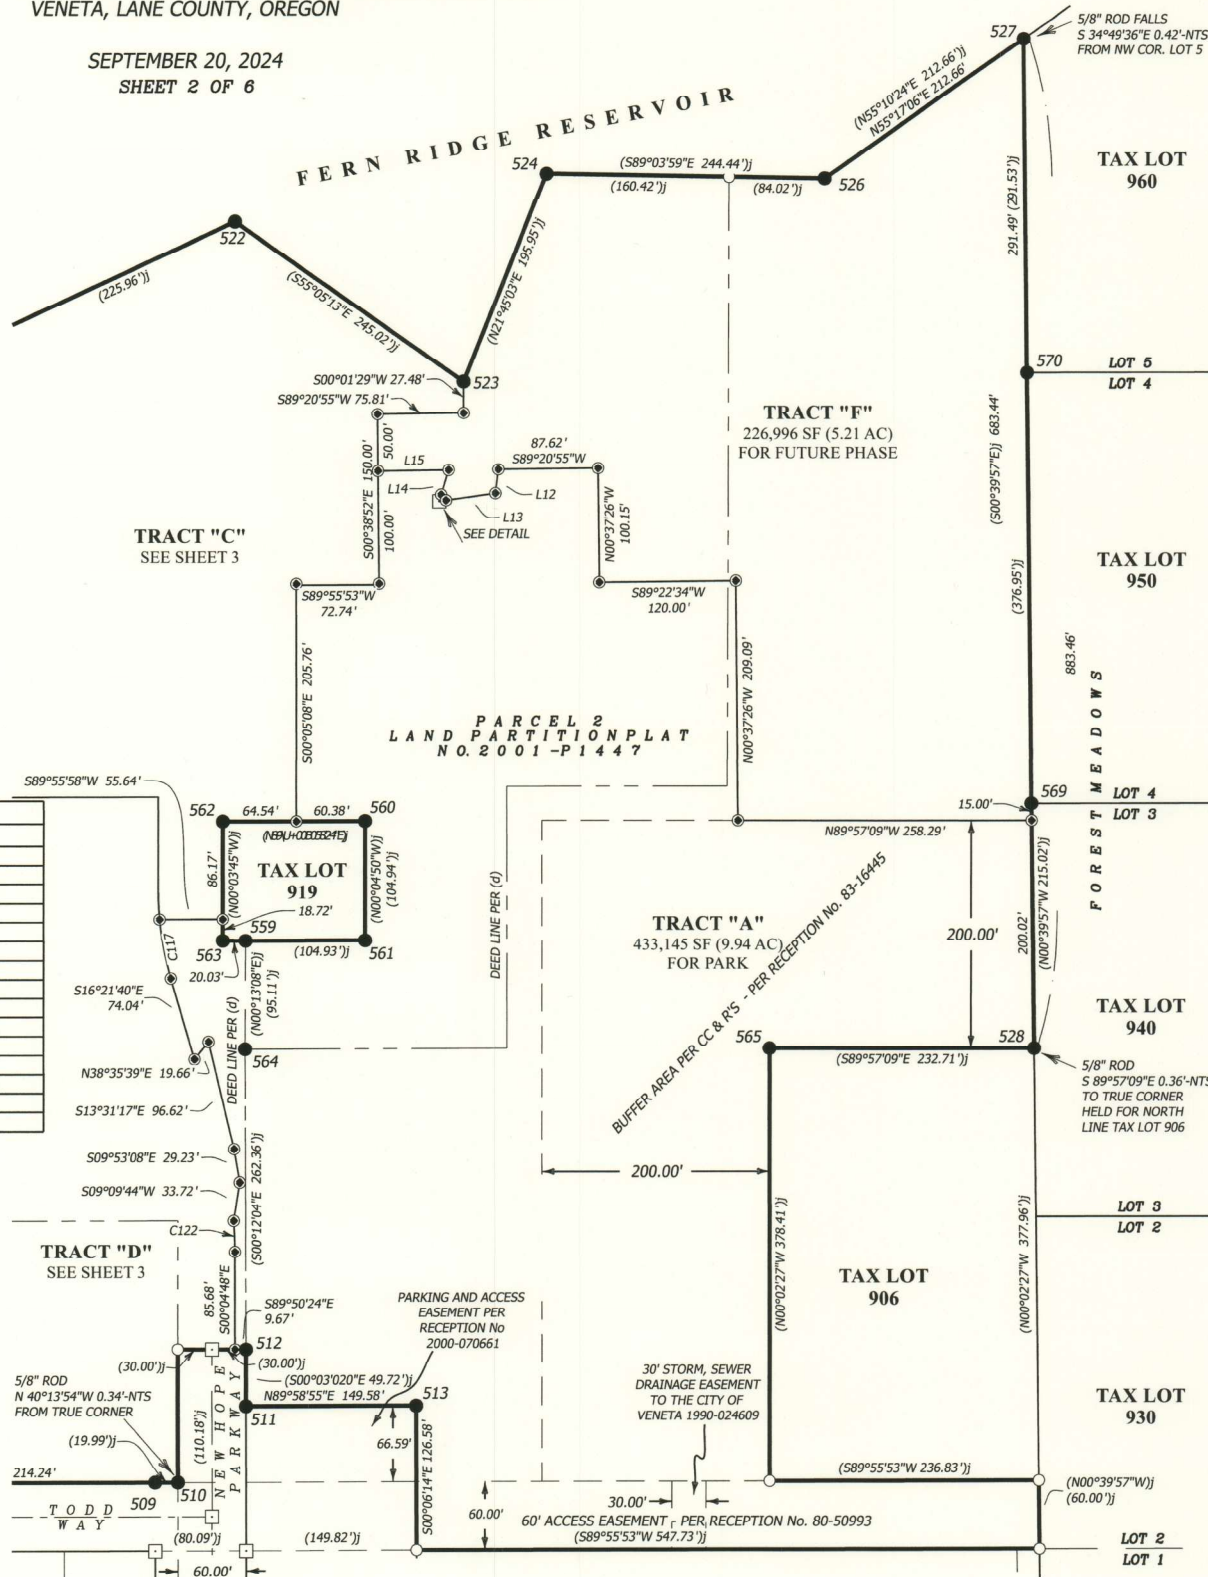 VENETA, LANE COUNTY, OREGON
SEPTEMBER 20, 2024
SHEET 2 OF 6
527
5/8" ROD FALLS
S 34°49'36"E 0.42'-NTS
FROM NW COR. LOT 5
FERN RIDGE RESERVOIR
(N55°10'24"E 212.66')j
N55°17'06"E 212.66'
524
(S89°03'59"E 244.44')j
(160.42')j
(84.02')j
526
TAX LOT
960
522
(225.96')j
(S55°05'13"E 245.02')j
(N21°45'03"E 195.95')j
291.49' (291.53')j
S00°01'29"W 27.48'
523
S89°20'55"W 75.81'
570
LOT 5
LOT 4
TRACT "F"
226,996 SF (5.21 AC)
FOR FUTURE PHASE
(S00°39'57"E)j 683.44'
50.00'
S00°38'52"E 150.00'
100.00'
L15
L14
87.62'
S89°20'55"W
L12
L13
SEE DETAIL
N00°37'26"W
100.15'
TRACT "C"
SEE SHEET 3
S89°55'53"W
72.74'
S89°22'34"W
120.00'
TAX LOT
950
(376.95')j
883.46'
S00°05'08"E 205.76'
N00°37'26"W 209.09'
PARCEL 2
LAND PARTITION PLAT
NO. 2001-P1447
FOREST MEADOWS
S89°55'58"W 55.64'
562
64.54'
60.38'
560
569
LOT 4
LOT 3
15.00'
N89°57'09"W 258.29'
86.17'
(N00°03'45"W)j
TAX LOT
919
18.72'
(N00°04'50"W)j
(104.94')j
559
563
(104.93')j
561
20.03'
C117
S16°21'40"E
74.04'
(N00°13'08"E)j
(95.11')j
DEED LINE PER (d)
DEED LINE PER (d)
TRACT "A"
433,145 SF (9.94 AC)
FOR PARK
BUFFER AREA PER CC & R'S - PER RECEPTION No. 83-16445
200.00'
200.02'
(N00°39'57"W 215.02')j
TAX LOT
940
564
565
528
(S89°57'09"E 232.71')j
5/8" ROD
S 89°57'09"E 0.36'-NTS
TO TRUE CORNER
HELD FOR NORTH
LINE TAX LOT 906
N38°35'39"E 19.66'
S13°31'17"E 96.62'
S09°53'08"E 29.23'
S09°09'44"W 33.72'
C122
(S00°12'04"E 262.36')j
200.00'
LOT 3
LOT 2
TRACT "D"
SEE SHEET 3
85.68'
S00°04'48"E
(N00°02'27"W 378.41')j
(N00°02'27"W 377.96')j
TAX LOT
906
S89°50'24"E
9.67'
PARKING AND ACCESS
EASEMENT PER
RECEPTION No
2000-070661
512
(30.00')j
(30.00')j
(S00°03'020"E 49.72')j
N89°58'55"E 149.58'
511
513
5/8" ROD
N 40°13'54"W 0.34'-NTS
FROM TRUE CORNER
30' STORM, SEWER
DRAINAGE EASEMENT
TO THE CITY OF
VENETA 1990-024609
TAX LOT
930
(19.99')j
(110.18')j
NEW HOPE
PARKWAY
66.59'
S00°06'14"E 126.58'
214.24'
509
510
(S89°55'53"W 236.83')j
(N00°39'57"W)j
(60.00')j
TODD
WAY
60.00'
30.00'
60' ACCESS EASEMENT - PER RECEPTION No. 80-50993
(S89°55'53"W 547.73')j
(80.09')j
(149.82')j
LOT 2
LOT 1
60.00'